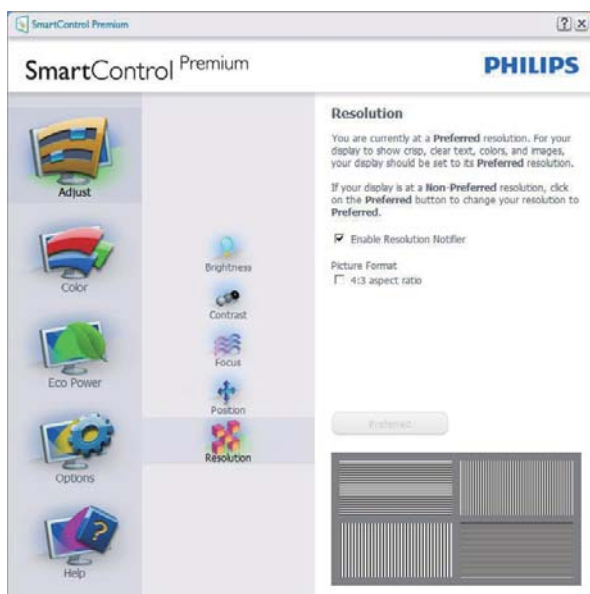 SmartControl Premium
SmartControl Premium
PHILIPS
Adjust
Color
Eco Power
Options
Help
Brightness
Contrast
Focus
Position
Resolution
Resolution
You are currently at a Preferred resolution. For your
display to show crisp, clear text, colors, and images,
your display should be set to its Preferred resolution.
If your display is at a Non-Preferred resolution, click
on the Preferred button to change your resolution to
Preferred.
Enable Resolution Notifier
Picture Format
4:3 aspect ratio
Preferred